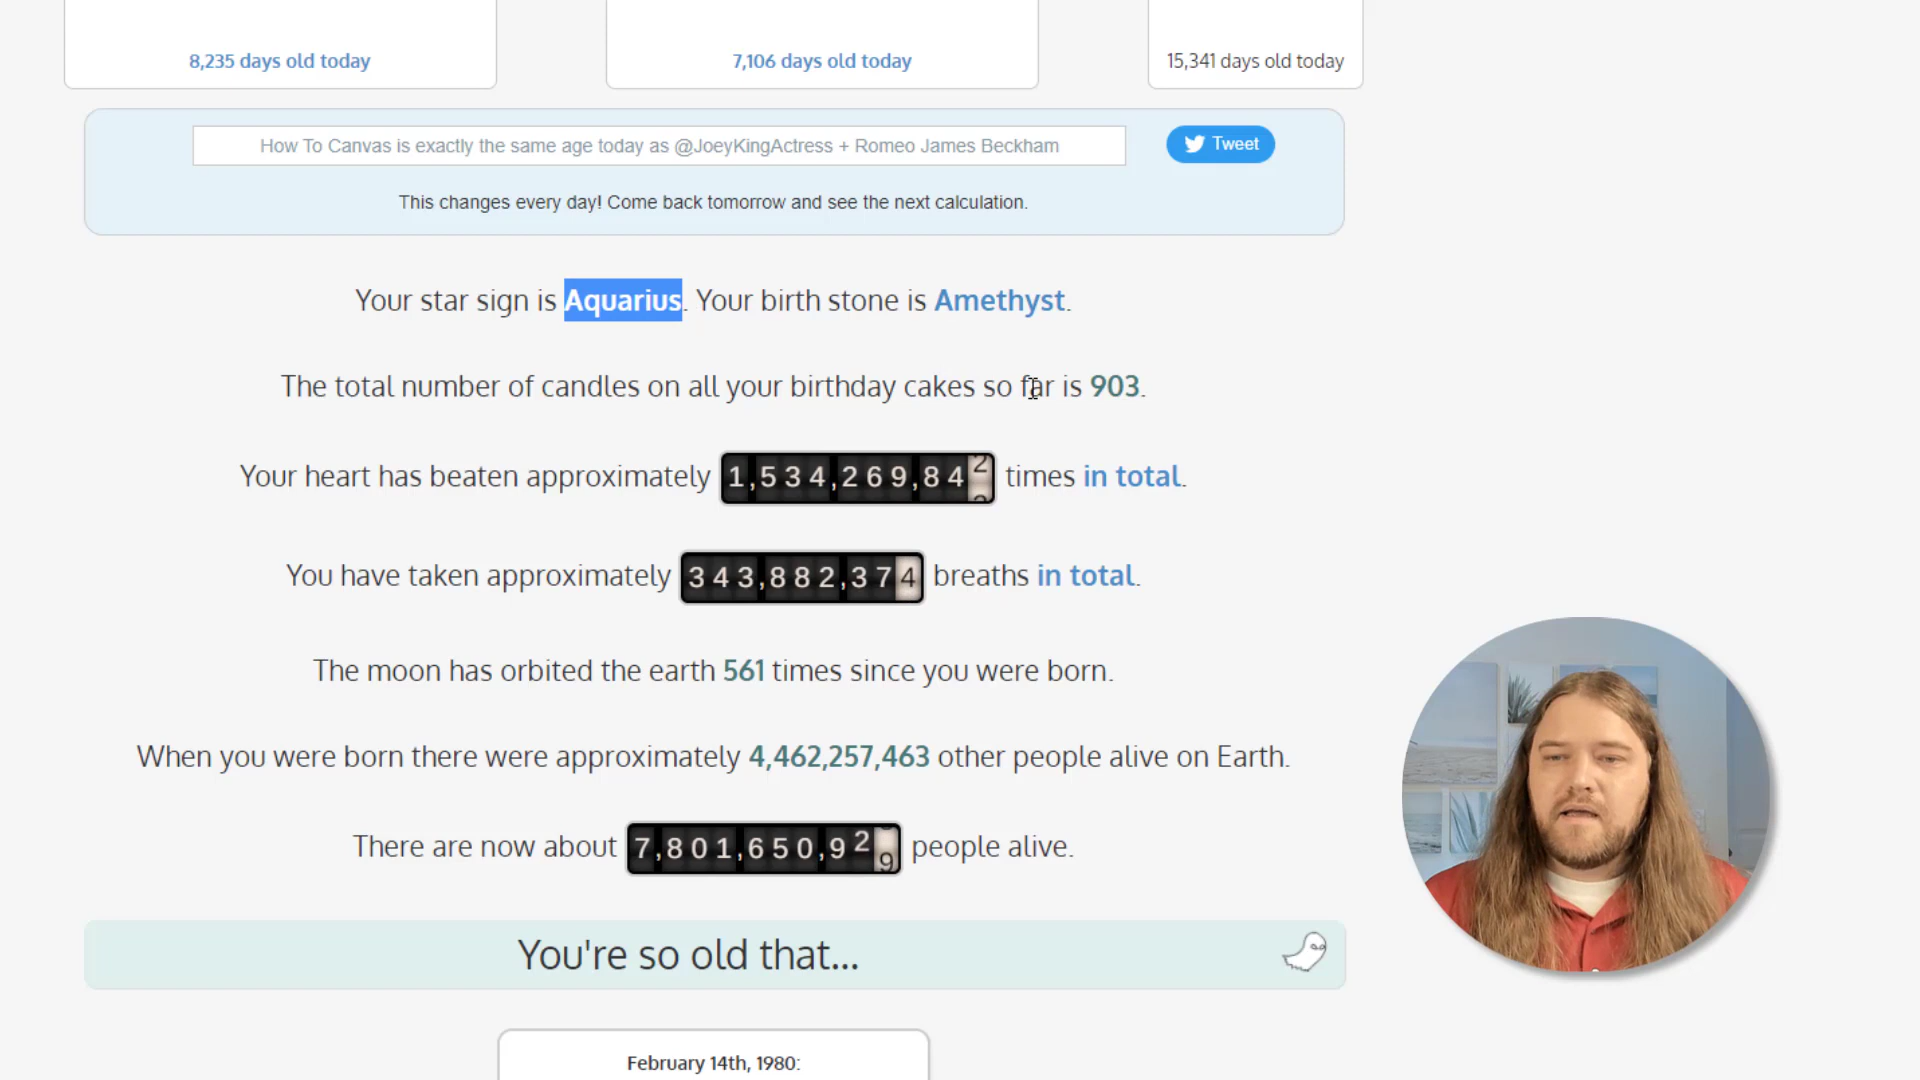 8,235 days old today
7,106 days old today
15,341 days old today
How To Canvas is exactly the same age today as @JoeyKingActress + Romeo James Beckham
Tweet
This changes every day! Come back tomorrow and see the next calculation.
Your star sign is Aquarius. Your birth stone is Amethyst.
The total number of candles on all your birthday cakes so far is 903.
Your heart has beaten approximately 1,534,269,842 times in total.
You have taken approximately 343,882,374 breaths in total.
The moon has orbited the earth 561 times since you were born.
When you were born there were approximately 4,462,257,463 other people alive on Earth.
There are now about 7,801,650,929 people alive.
You're so old that...
February 14th, 1980: